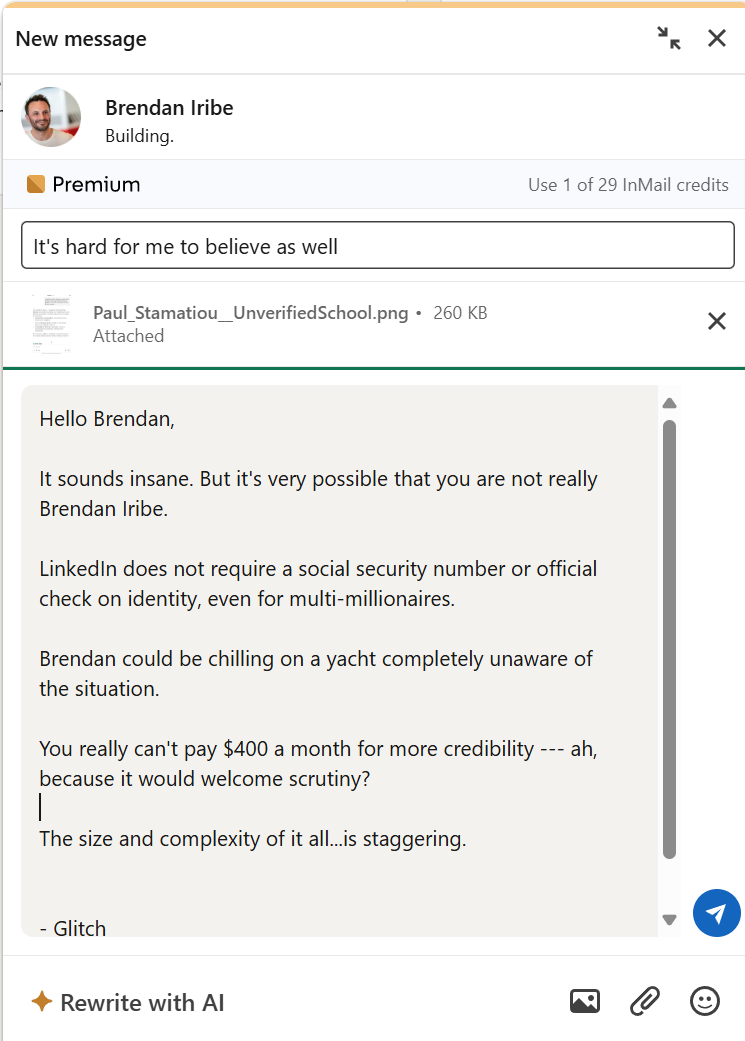 New message
Brendan Iribe
Building.
Premium
Use 1 of 29 InMail credits
It's hard for me to believe as well
Paul_Stamatiou__UnverifiedSchool.png • 260 KB
Attached
Hello Brendan,
It sounds insane. But it's very possible that you are not really
Brendan Iribe.
LinkedIn does not require a social security number or official
check on identity, even for multi-millionaires.
Brendan could be chilling on a yacht completely unaware of
the situation.
You really can't pay $400 a month for more credibility --- ah,
because it would welcome scrutiny?
The size and complexity of it all...is staggering.
- Glitch
Rewrite with AI